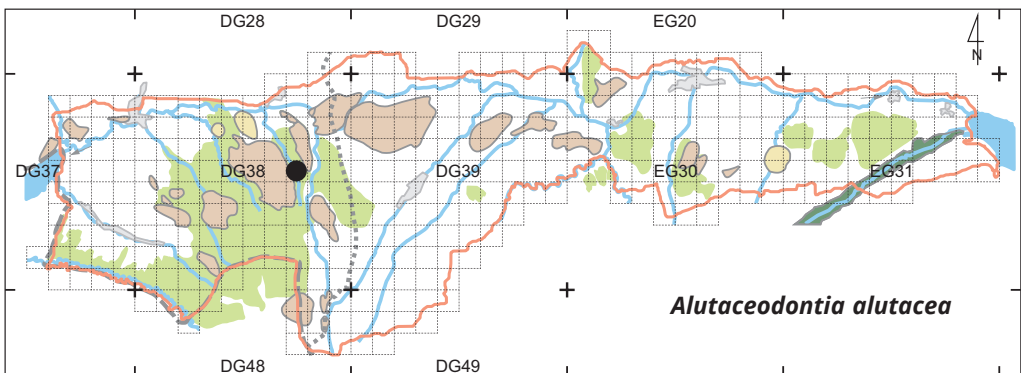 DG28 DG29 EG20
N
DG37 DG38 DG39 EG30 EG31
Alutaceodontia alutacea
DG48 DG49